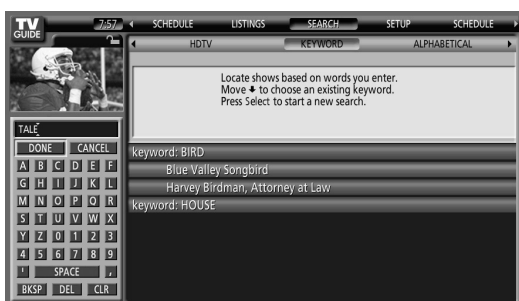 TV GUIDE
7:57
SCHEDULE LISTINGS SEARCH SETUP SCHEDULE
HDTV KEYWORD ALPHABETICAL
Locate shows based on words you enter.
Move ↓ to choose an existing keyword.
Press Select to start a new search.
TALE
DONE CANCEL
A B C D E F
G H I J K L
M N O P Q R
S T U V W X
Y Z 0 1 2 3
4 5 6 7 8 9
' SPACE ,
BKSP DEL CLR
keyword: BIRD
Blue Valley Songbird
Harvey Birdman, Attorney at Law
keyword: HOUSE